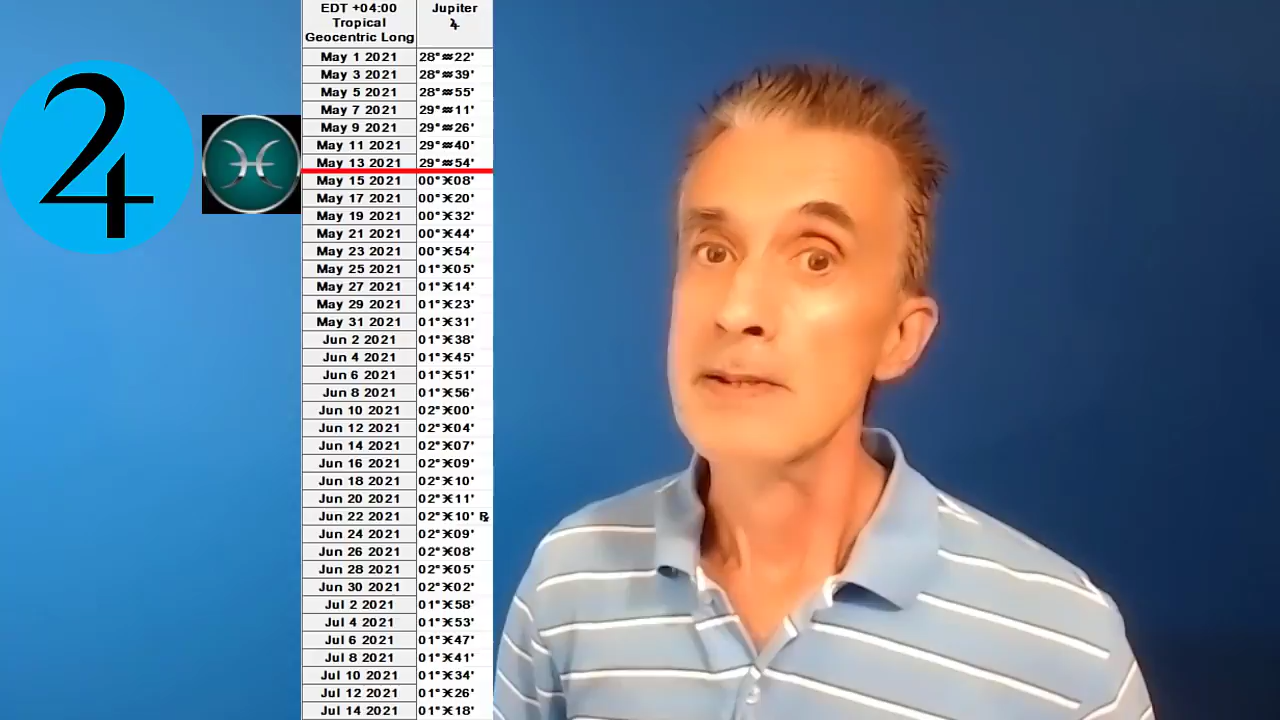 EDT +04:00 Jupiter
Tropical ♃
Geocentric Long
May 1 2021 28°♒22'
May 3 2021 28°♒39'
May 5 2021 28°♒55'
May 7 2021 29°♒11'
May 9 2021 29°♒26'
May 11 2021 29°♒40'
May 13 2021 29°♒54'
May 15 2021 00°♓08'
May 17 2021 00°♓20'
May 19 2021 00°♓32'
May 21 2021 00°♓44'
May 23 2021 00°♓54'
May 25 2021 01°♓05'
May 27 2021 01°♓14'
May 29 2021 01°♓23'
May 31 2021 01°♓31'
Jun 2 2021 01°♓38'
Jun 4 2021 01°♓45'
Jun 6 2021 01°♓51'
Jun 8 2021 01°♓56'
Jun 10 2021 02°♓00'
Jun 12 2021 02°♓04'
Jun 14 2021 02°♓07'
Jun 16 2021 02°♓09'
Jun 18 2021 02°♓10'
Jun 20 2021 02°♓11'
Jun 22 2021 02°♓10' ℞
Jun 24 2021 02°♓09'
Jun 26 2021 02°♓08'
Jun 28 2021 02°♓05'
Jun 30 2021 02°♓02'
Jul 2 2021 01°♓58'
Jul 4 2021 01°♓53'
Jul 6 2021 01°♓47'
Jul 8 2021 01°♓41'
Jul 10 2021 01°♓34'
Jul 12 2021 01°♓26'
Jul 14 2021 01°♓18'
♃
♓